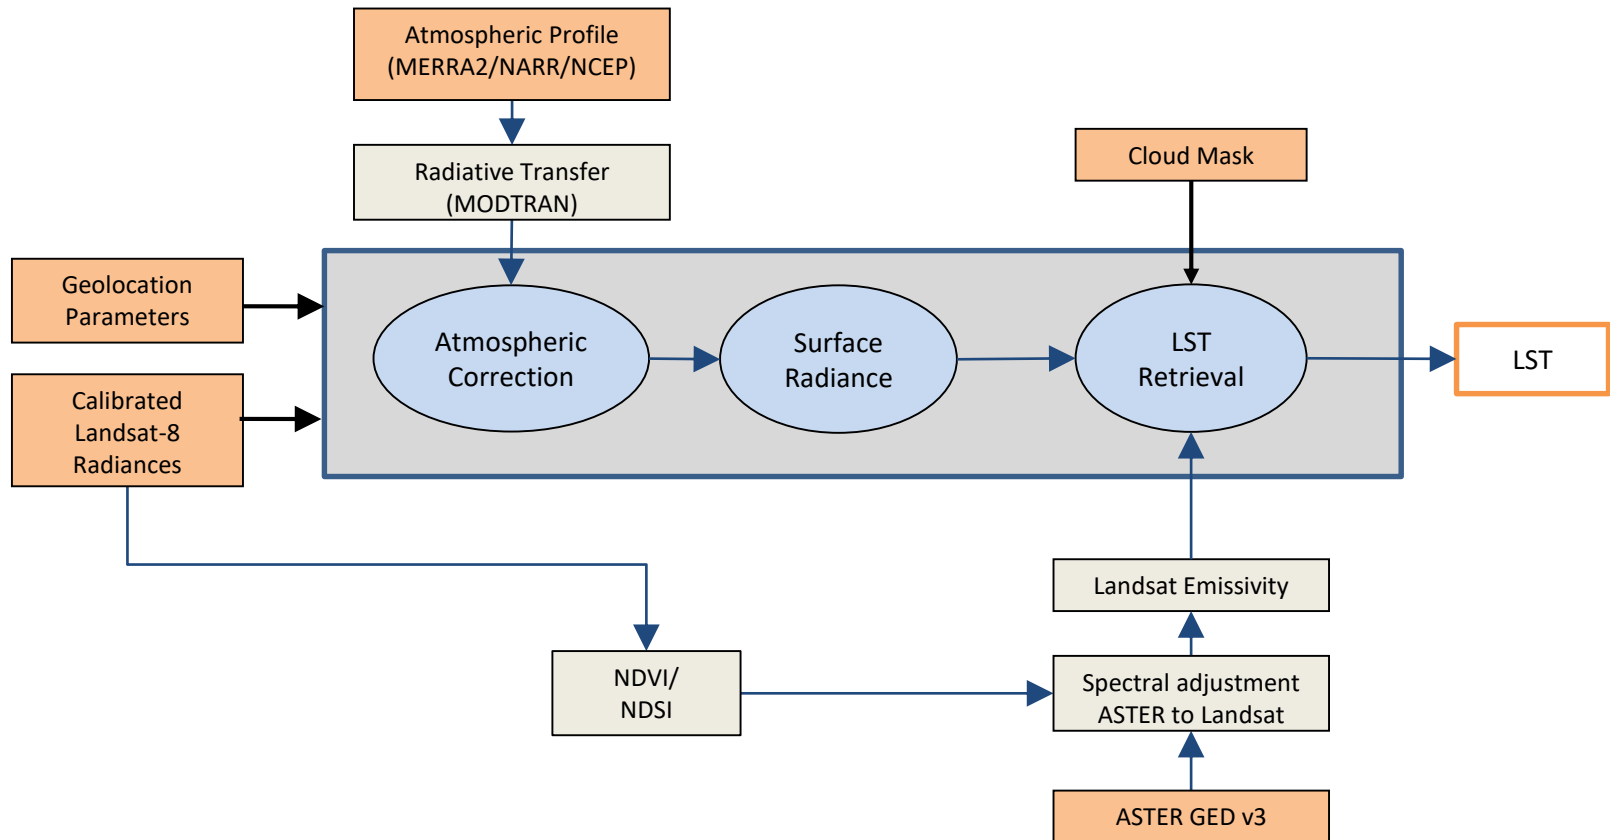 Atmospheric Profile
(MERRA2/NARR/NCEP)
Radiative Transfer
(MODTRAN)
Cloud Mask
Geolocation
Parameters
Atmospheric
Correction
Surface
Radiance
LST
Retrieval
LST
Calibrated
Landsat-8
Radiances
Landsat Emissivity
NDVI/
NDSI
Spectral adjustment
ASTER to Landsat
ASTER GED v3